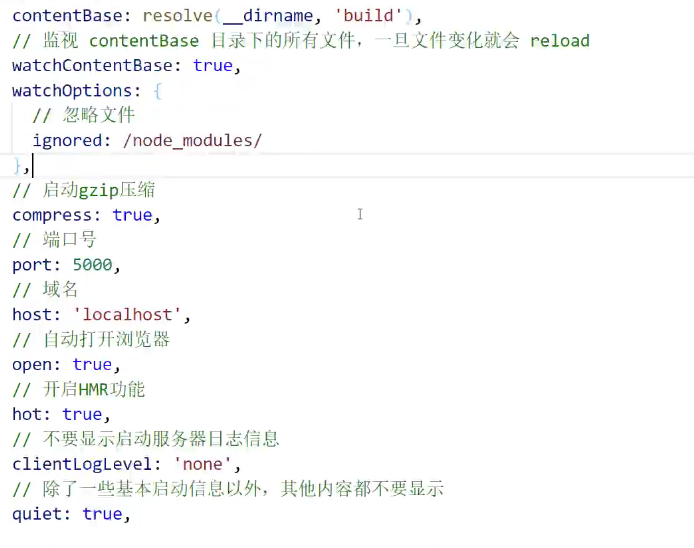 contentBase: resolve(__dirname, 'build'),
// 监视 contentBase 目录下的所有文件，一旦文件变化就会 reload
watchContentBase: true,
watchOptions: {
  // 忽略文件
  ignored: /node_modules/
},
// 启动gzip压缩
compress: true,
// 端口号
port: 5000,
// 域名
host: 'localhost',
// 自动打开浏览器
open: true,
// 开启HMR功能
hot: true,
// 不要显示启动服务器日志信息
clientLogLevel: 'none',
// 除了一些基本启动信息以外，其他内容都不要显示
quiet: true,